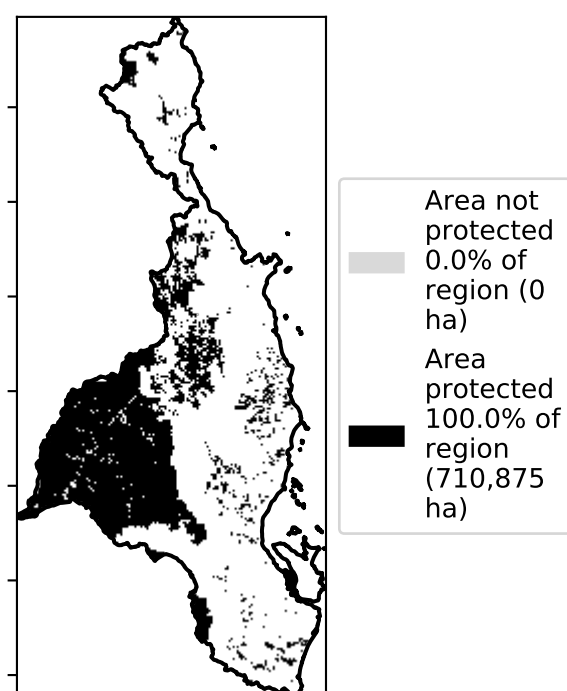 Area not
protected
0.0% of
region (0
ha)
Area
protected
100.0% of
region
(710,875
ha)